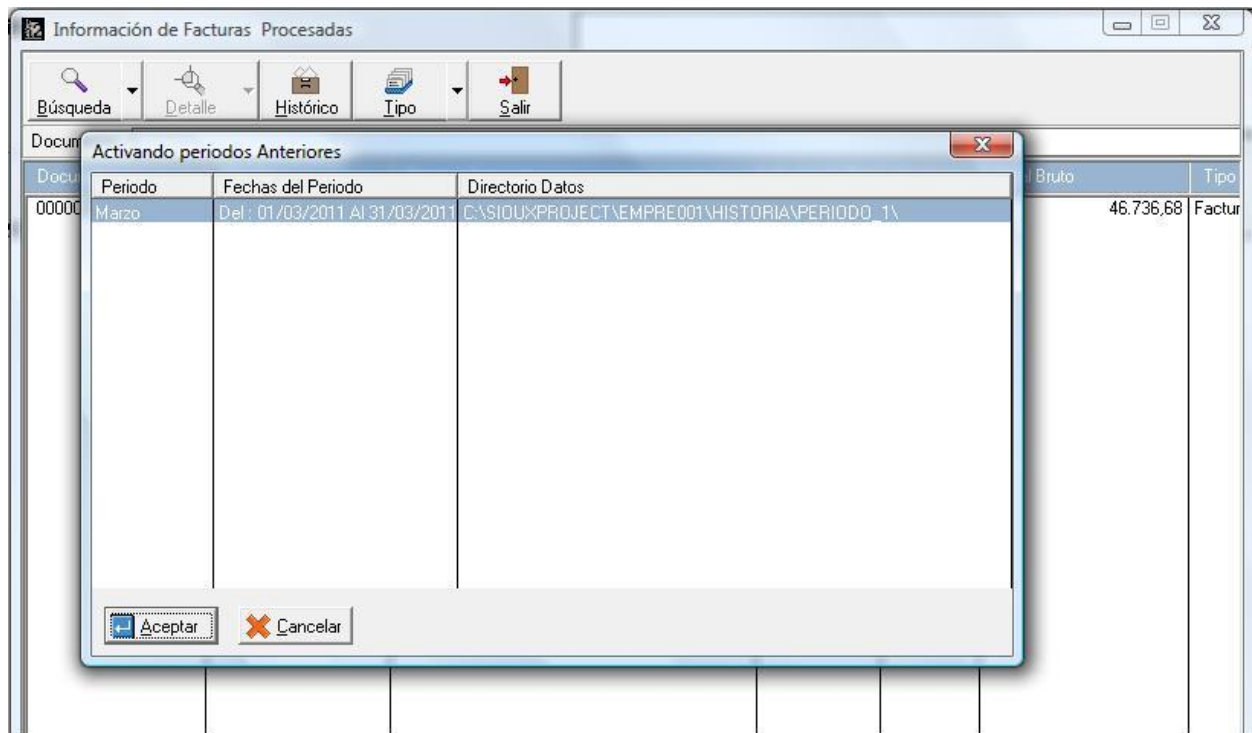 Información de Facturas Procesadas
Búsqueda Detalle Histórico Tipo Salir
Docum
Activando periodos Anteriores
Docu l Bruto Tipo
Periodo Fechas del Periodo Directorio Datos
00000 46.736,68 Factur
Marzo Del : 01/03/2011 Al 31/03/2011 C:\SIOUXPROJECT\EMPRE001\HISTORIA\PERIODO_1\
Aceptar Cancelar